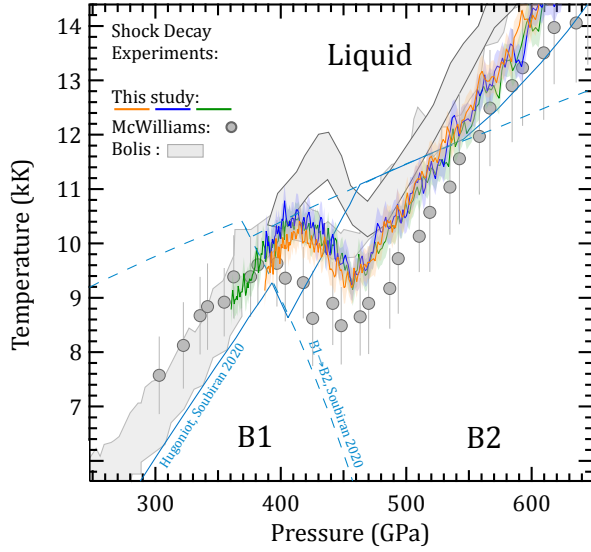 Shock Decay
Experiments:
This study:
McWilliams:
Bolis :
Liquid
B1
B2
Hugoniot, Soubiran 2020
B1→B2, Soubiran 2020
Temperature (kK)
14
13
12
11
10
9
8
7
6
300
400
500
600
Pressure (GPa)